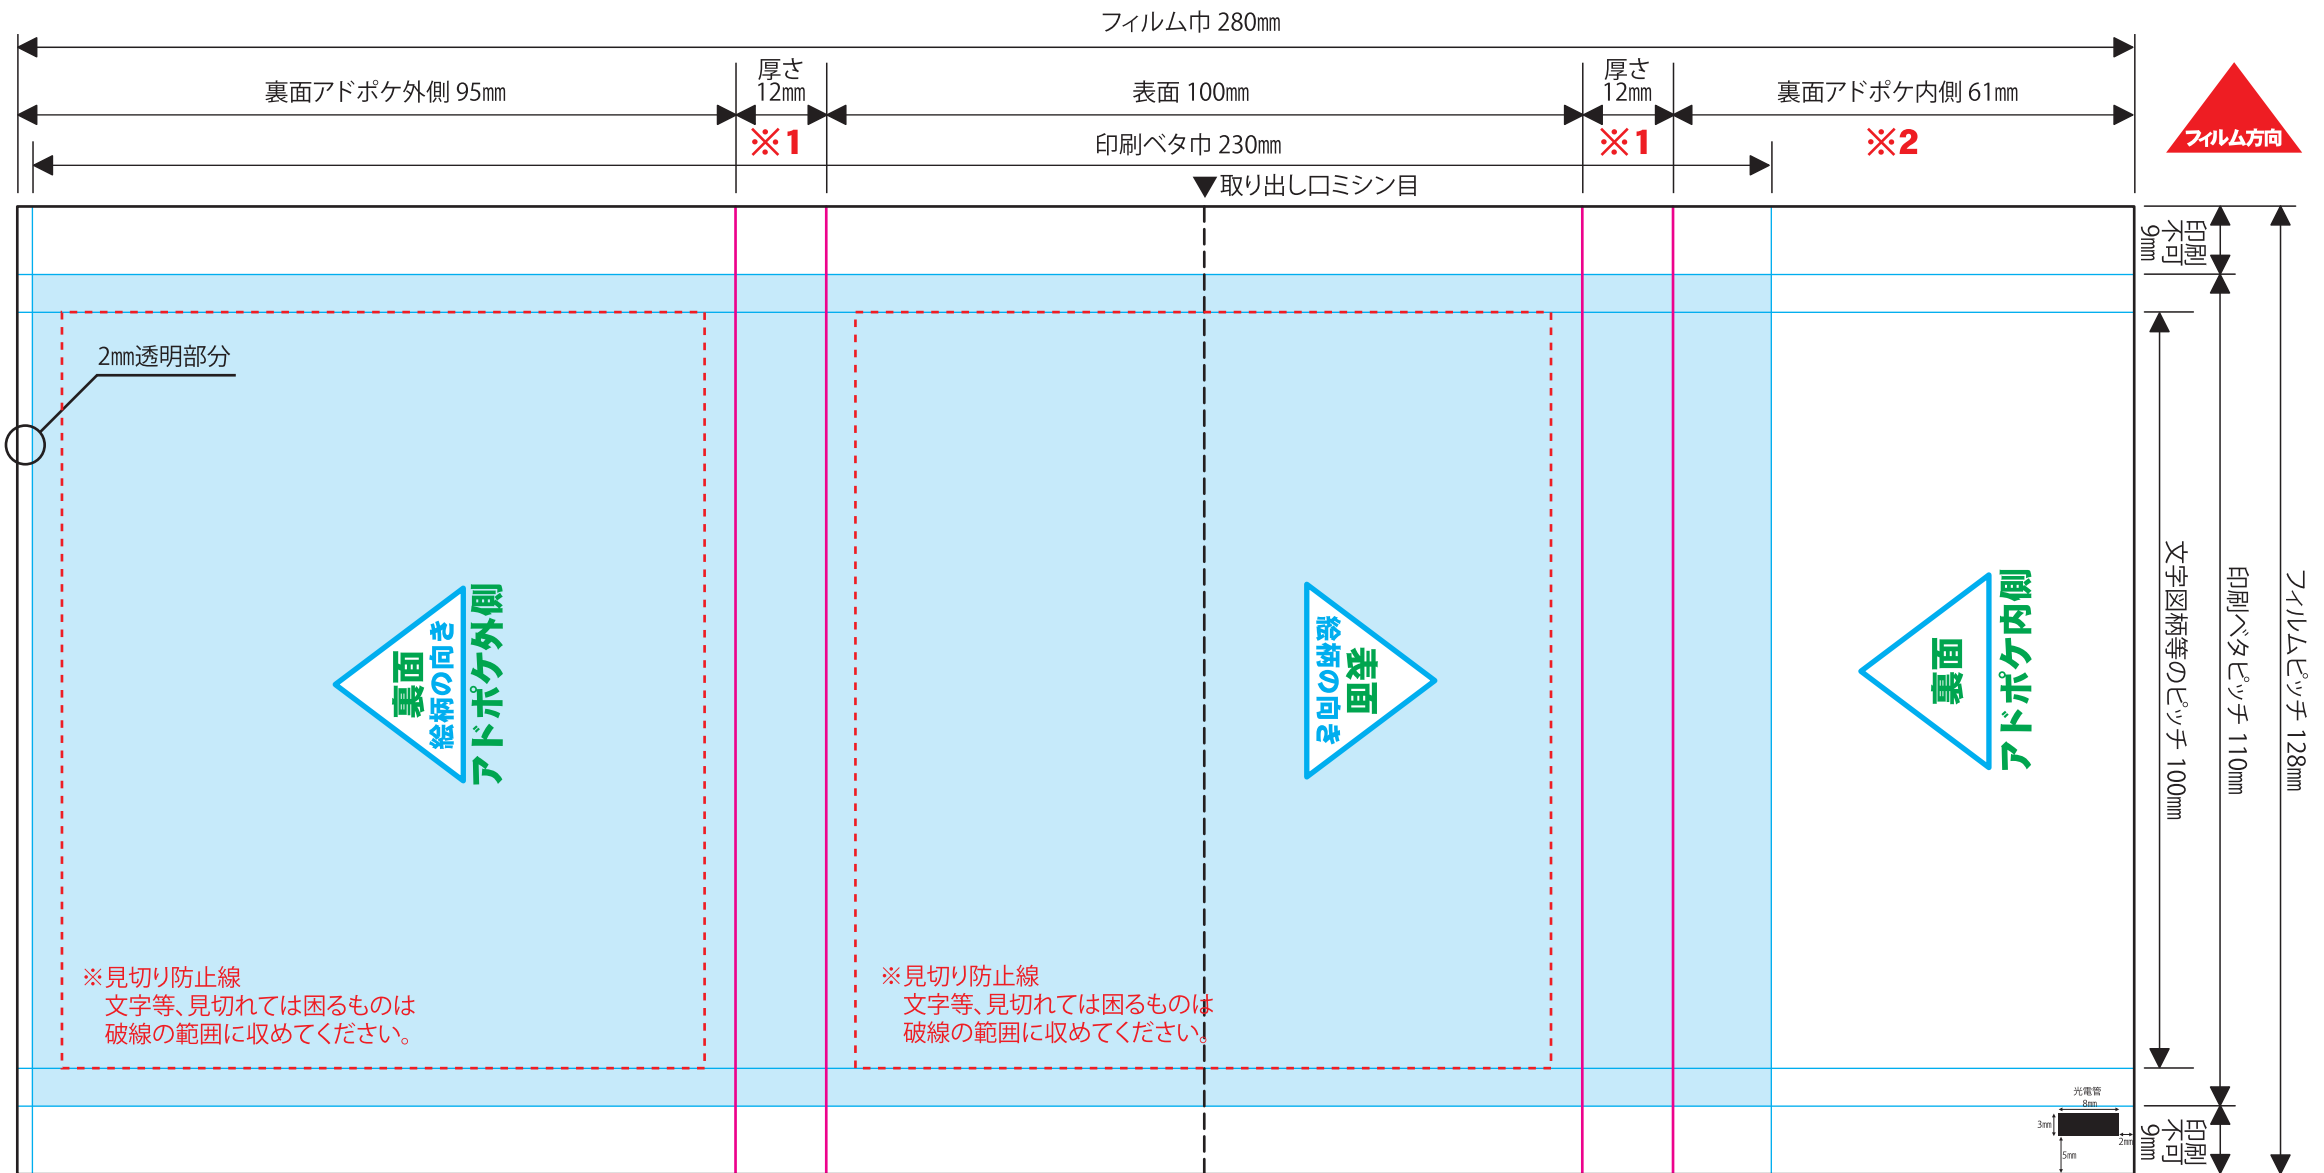 フィルム巾 280㎜
裏面アドポケ外側 95㎜
厚さ
12㎜
表面 100㎜
厚さ
12㎜
裏面アドポケ内側 61㎜
※1
印刷ベタ巾 230㎜
※1
※2
フィルム方向
▼取り出し口ミシン目
印刷
不可
9㎜
2㎜透明部分
裏面
絵柄の向き
アドポケ外側
表面
絵柄の向き
裏面
アドポケ内側
文字図柄等のピッチ 100㎜
印刷ベタピッチ 110㎜
フィルムピッチ 128㎜
※見切り防止線
文字等、見切れては困るものは
破線の範囲に収めてください。
※見切り防止線
文字等、見切れては困るものは
破線の範囲に収めてください。
光電管
8㎜
3㎜
2㎜
5㎜
印刷
不可
9㎜